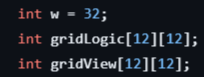 int w = 32;
int gridLogic[12][12];
int gridView[12][12];